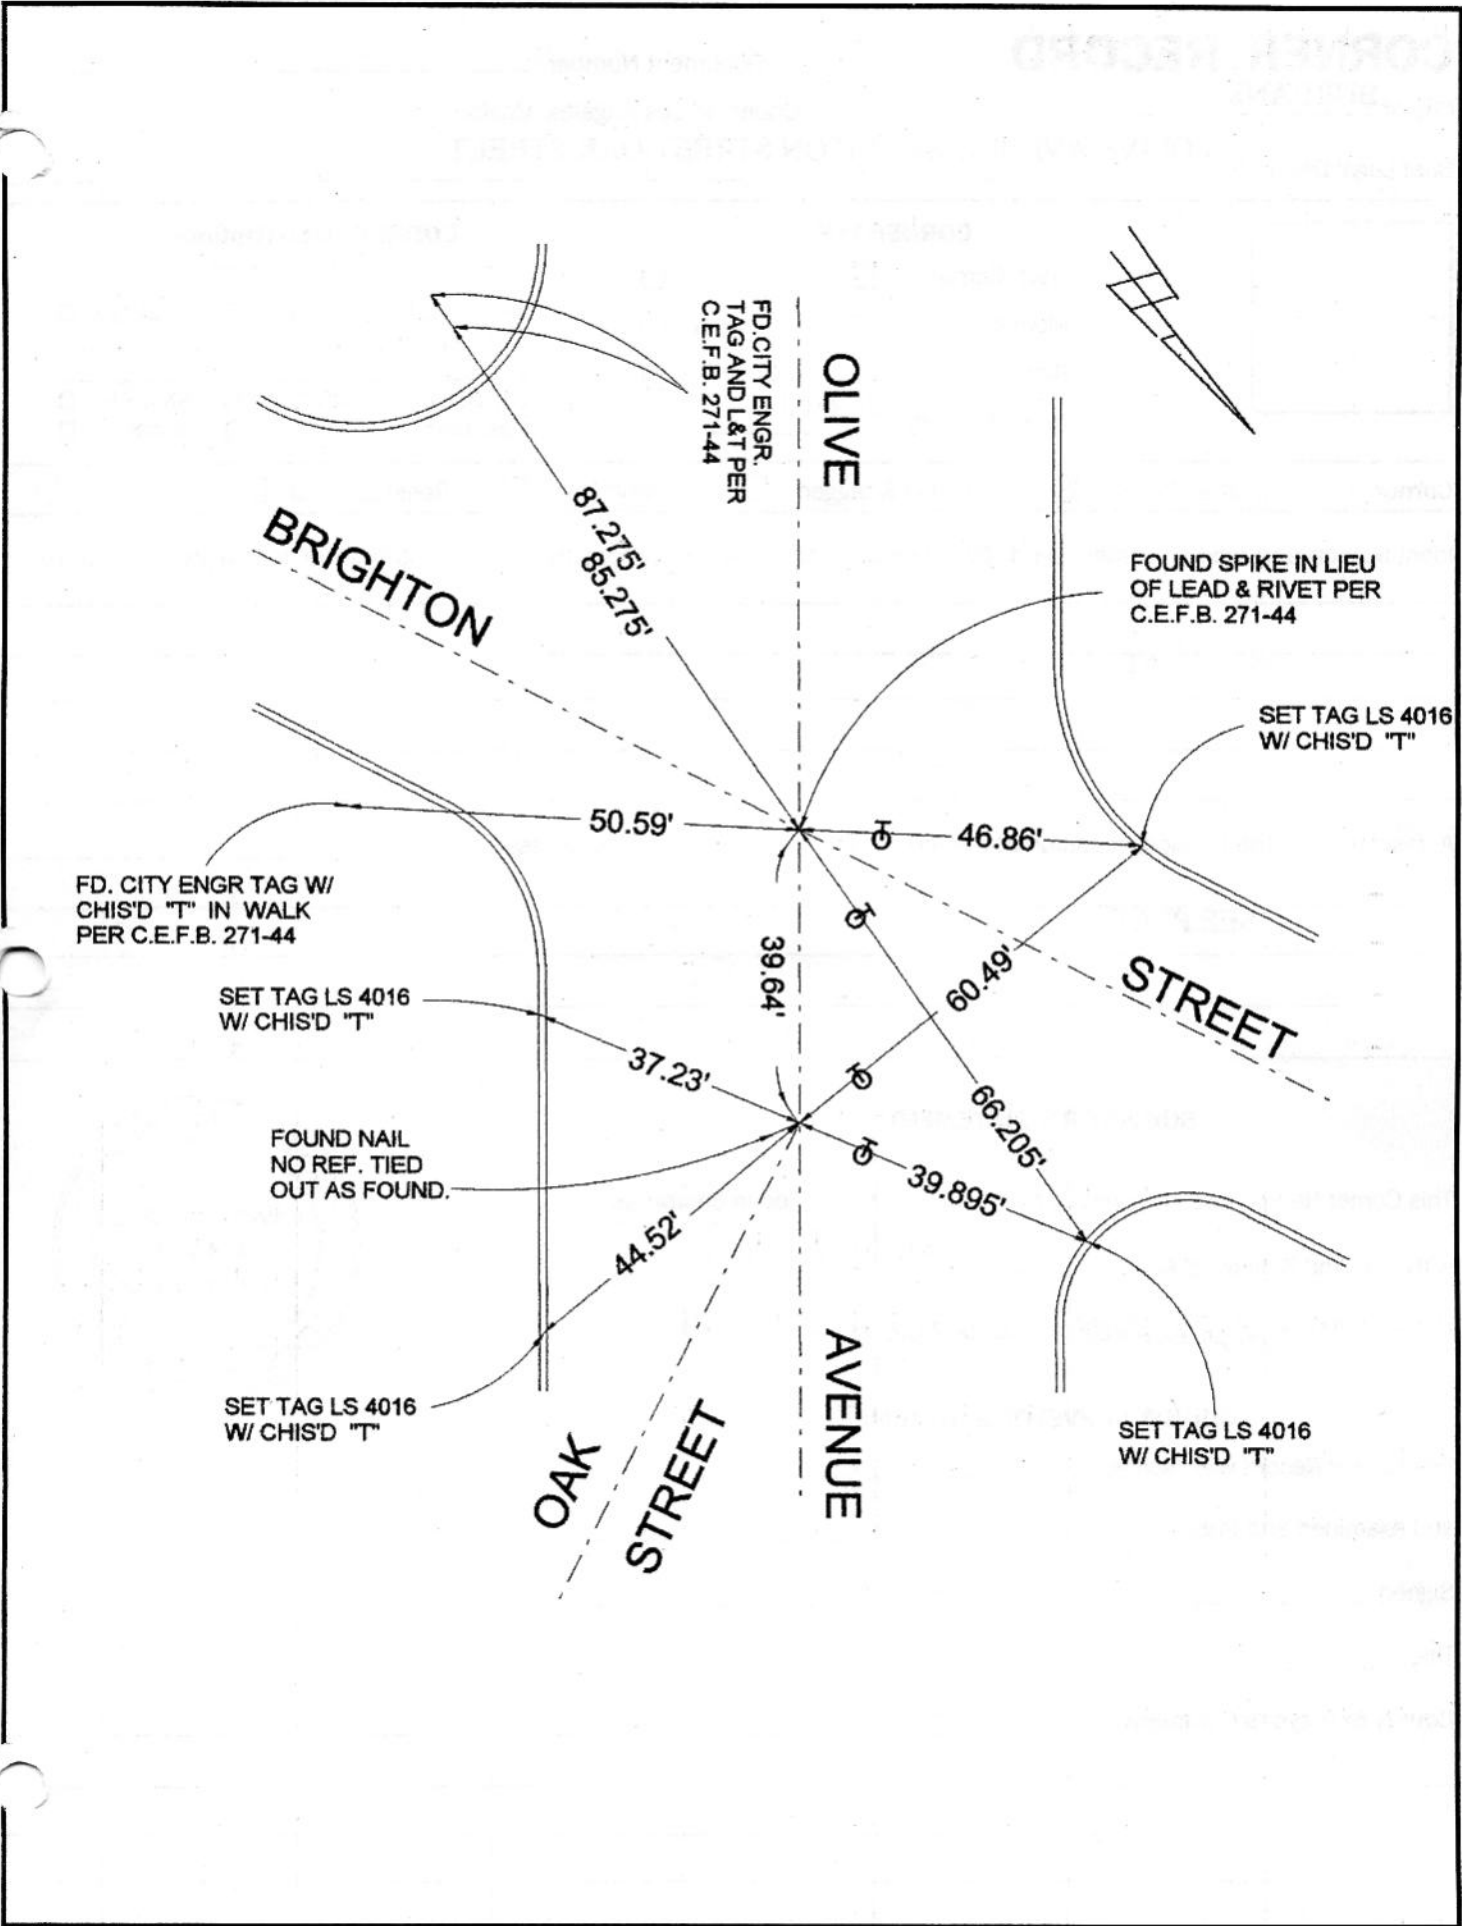 FD.CITY ENGR.
TAG AND L&T PER
C.E.F.B. 271-44
OLIVE
87.275'
85.275'
BRIGHTON
FOUND SPIKE IN LIEU
OF LEAD & RIVET PER
C.E.F.B. 271-44
SET TAG LS 4016
W/ CHIS'D "T"
50.59'
46.86'
FD. CITY ENGR TAG W/
CHIS'D "T" IN WALK
PER C.E.F.B. 271-44
39.64'
60.49'
STREET
SET TAG LS 4016
W/ CHIS'D "T"
37.23'
66.205'
FOUND NAIL
NO REF. TIED
OUT AS FOUND.
39.895'
44.52'
SET TAG LS 4016
W/ CHIS'D "T"
OAK
STREET
AVENUE
SET TAG LS 4016
W/ CHIS'D "T"